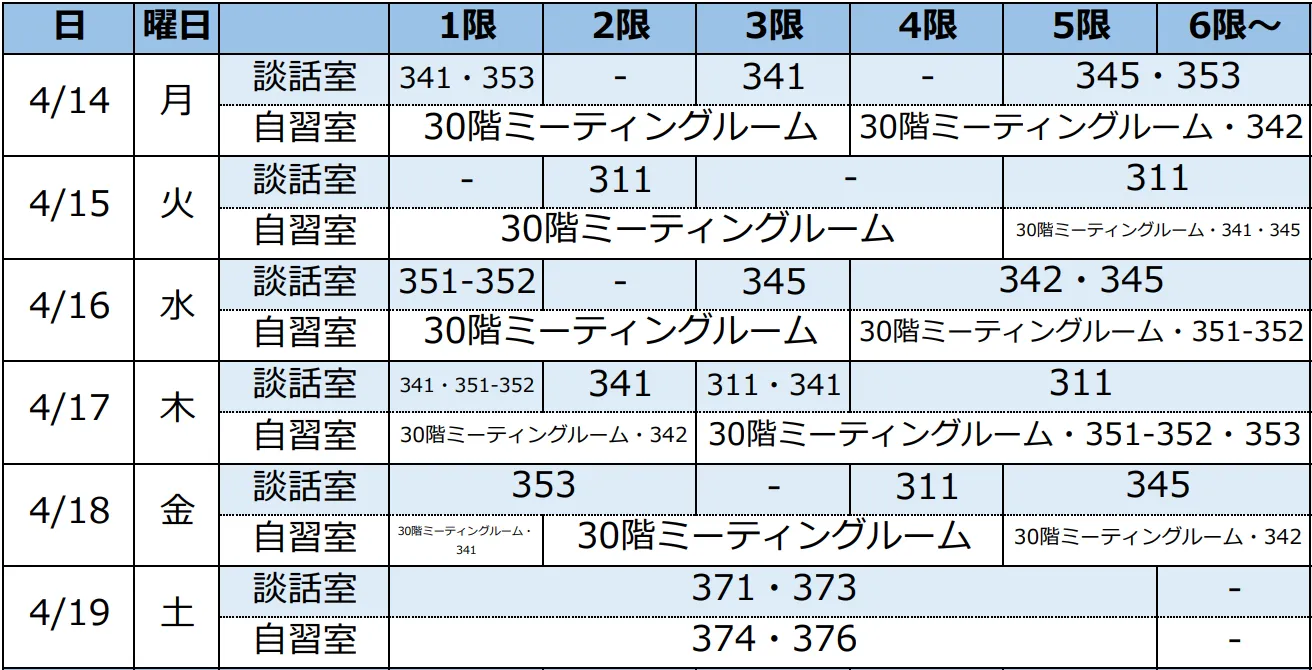 日 曜日 1限 2限 3限 4限 5限 6限～
4/14 月 談話室 341・353 - 341 - 345・353
自習室 30階ミーティングルーム 30階ミーティングルーム・342
4/15 火 談話室 - 311 - 311
自習室 30階ミーティングルーム 30階ミーティングルーム・341・345
4/16 水 談話室 351-352 - 345 342・345
自習室 30階ミーティングルーム 30階ミーティングルーム・351-352
4/17 木 談話室 341・351-352 341 311・341 311
自習室 30階ミーティングルーム・342 30階ミーティングルーム・351-352・353
4/18 金 談話室 353 - 311 345
自習室 30階ミーティングルーム・341 30階ミーティングルーム 30階ミーティングルーム・342
4/19 土 談話室 371・373 -
自習室 374・376 -